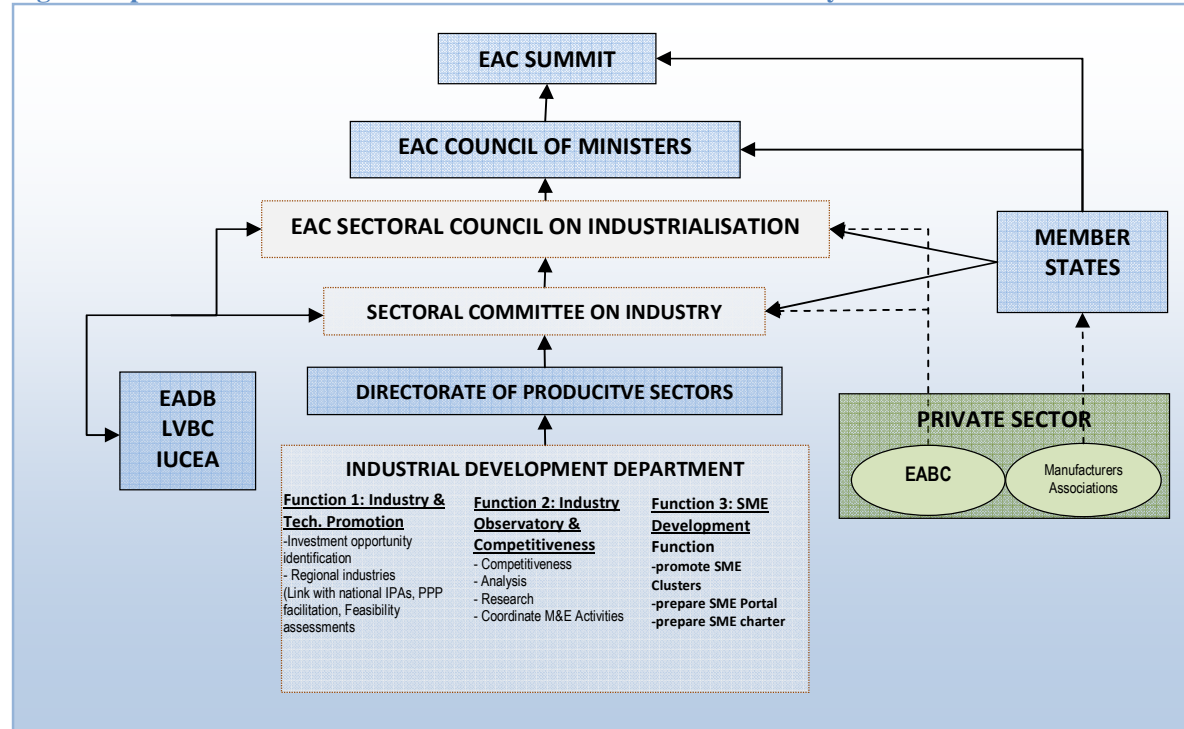 EAC SUMMIT
EAC COUNCIL OF MINISTERS
EAC SECTORAL COUNCIL ON INDUSTRIALISATION
MEMBER
STATES
SECTORAL COMMITTEE ON INDUSTRY
DIRECTORATE OF PRODUCITVE SECTORS
EADB
LVBC
IUCEA
PRIVATE SECTOR
EABC
Manufacturers
Associations
INDUSTRIAL DEVELOPMENT DEPARTMENT
Function 1: Industry &
Tech. Promotion
-Investment opportunity
identification
- Regional industries
(Link with national IPAs, PPP
facilitation, Feasibility
assessments
Function 2: Industry
Observatory &
Competitiveness
- Competitiveness
- Analysis
- Research
- Coordinate M&E Activities
Function 3: SME
Development
Function
-promote SME
Clusters
-prepare SME Portal
-prepare SME charter